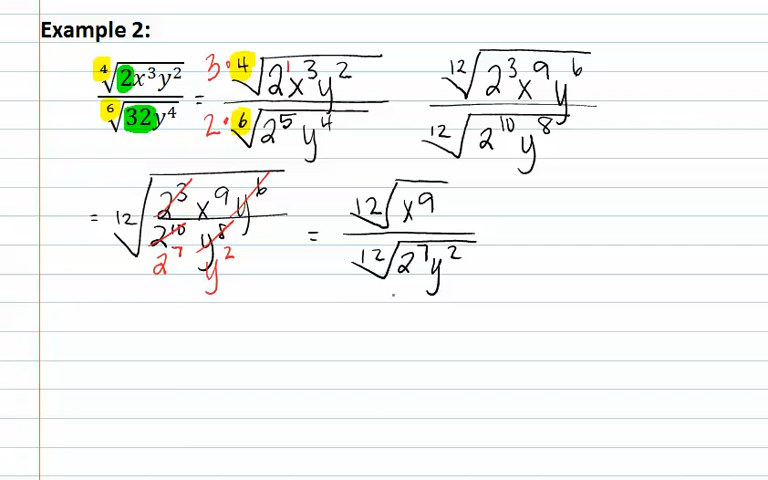 Example 2:
⁴√(2x³y²) / ⁶√(32y⁴) = 3·⁴√(2¹x³y²) / 2·⁶√(2⁵y⁴)   ¹²√(2³x⁹y⁶) / ¹²√(2¹⁰y⁸)
= ¹²√(2³x⁹y⁶ / 2¹⁰y⁸) 2⁷ y² = ¹²√(x⁹) / ¹²√(2⁷y²)